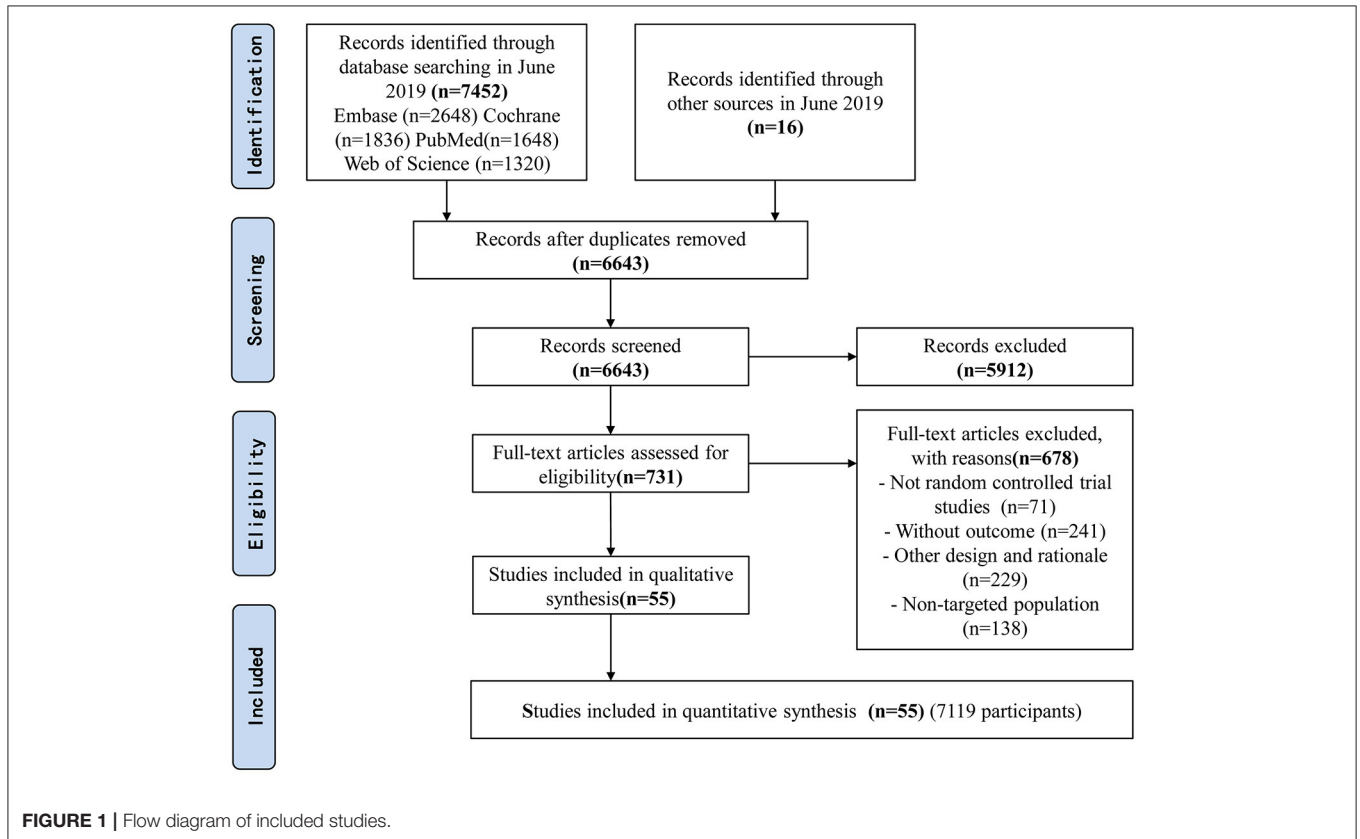 Identification
Records identified through
database searching in June
2019 (n=7452)
Embase (n=2648) Cochrane
(n=1836) PubMed(n=1648)
Web of Science (n=1320)
Records identified through
other sources in June 2019
(n=16)
Screening
Records after duplicates removed
(n=6643)
Records screened
(n=6643)
Records excluded
(n=5912)
Eligibility
Full-text articles assessed for
eligibility(n=731)
Full-text articles excluded,
with reasons(n=678)
- Not random controlled trial
studies (n=71)
- Without outcome (n=241)
- Other design and rationale
(n=229)
- Non-targeted population
(n=138)
Studies included in qualitative
synthesis(n=55)
Included
Studies included in quantitative synthesis (n=55) (7119 participants)
FIGURE 1 | Flow diagram of included studies.